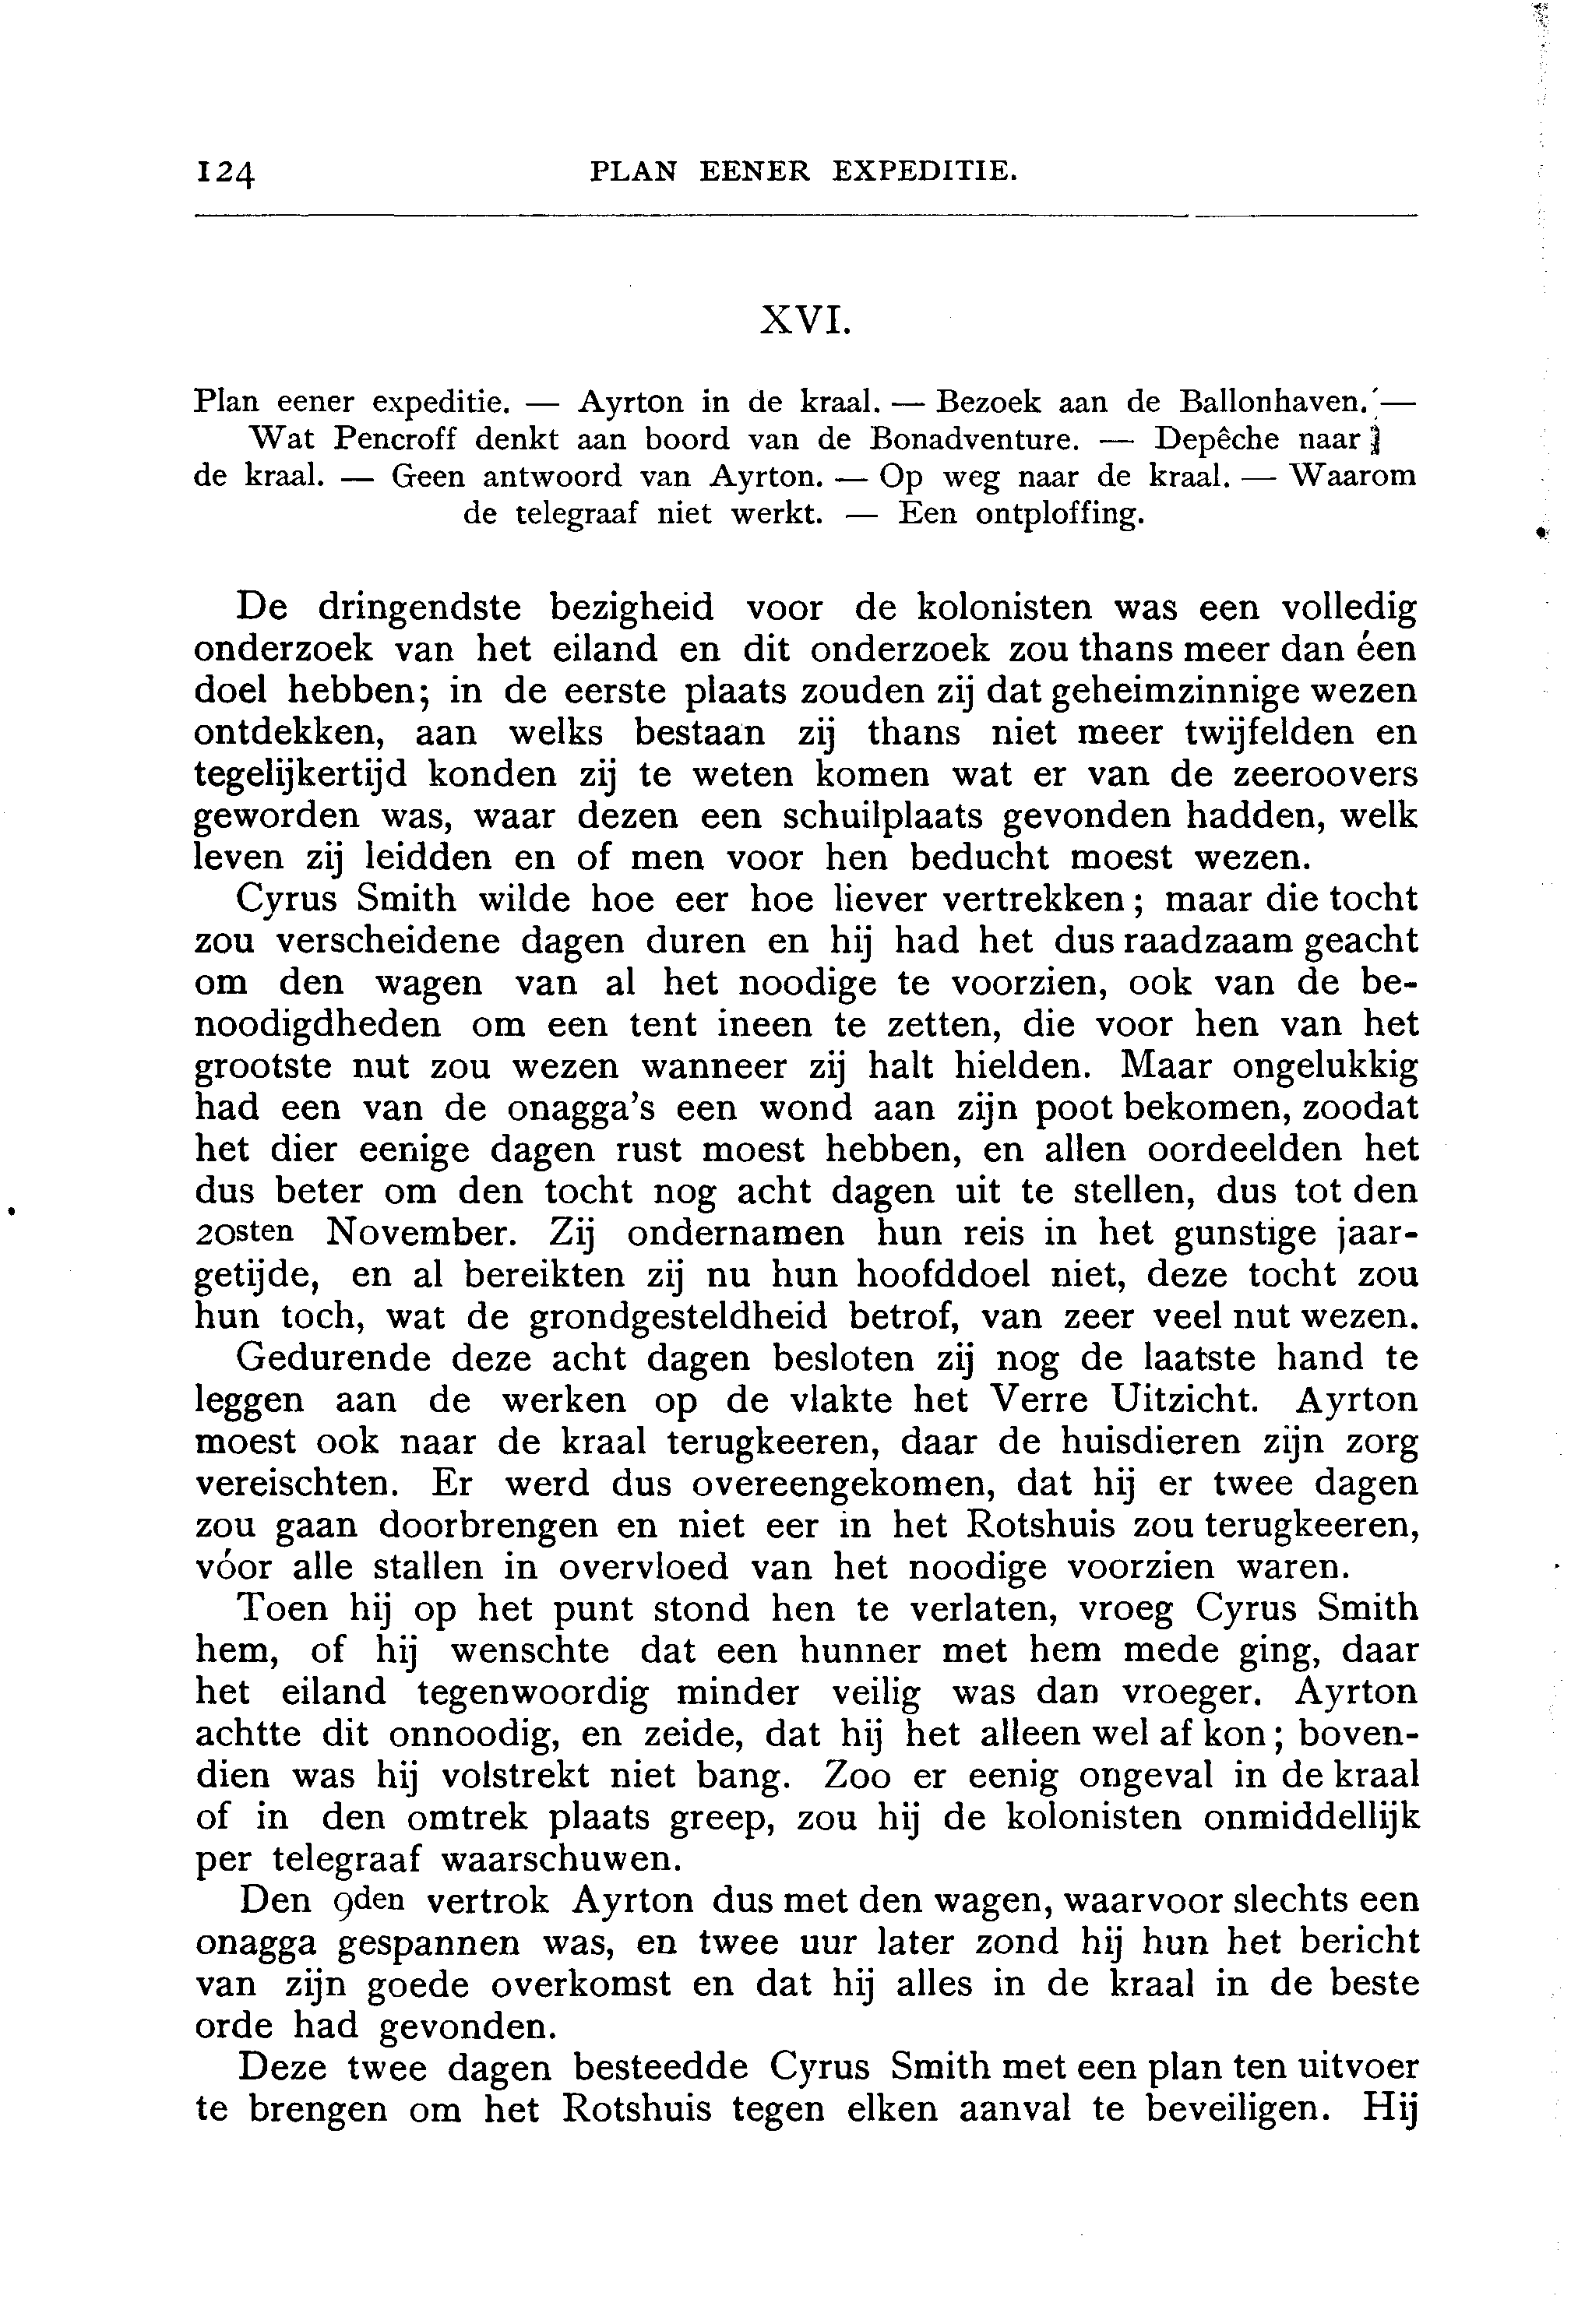 124 PLAN EENER EXPEDITIE.
XVI.
Plan eener expeditie. — Ayrton in de kraal. — Bezoek aan de Ballonhaven. —
Wat Pencroff denkt aan boord van de Bonadventure. — Depêche naar
de kraal. — Geen antwoord van Ayrton. — Op weg naar de kraal. — Waarom
de telegraaf niet werkt. — Een ontploffing.
De dringendste bezigheid voor de kolonisten was een volledig
onderzoek van het eiland en dit onderzoek zou thans meer dan éen
doel hebben; in de eerste plaats zouden zij dat geheimzinnige wezen
ontdekken, aan welks bestaan zij thans niet meer twijfelden en
tegelijkertijd konden zij te weten komen wat er van de zeeroovers
geworden was, waar dezen een schuilplaats gevonden hadden, welk
leven zij leidden en of men voor hen beducht moest wezen.
Cyrus Smith wilde hoe eer hoe liever vertrekken; maar die tocht
zou verscheidene dagen duren en hij had het dus raadzaam geacht
om den wagen van al het noodige te voorzien, ook van de be-
noodigdheden om een tent ineen te zetten, die voor hen van het
grootste nut zou wezen wanneer zij halt hielden. Maar ongelukkig
had een van de onagga's een wond aan zijn poot bekomen, zoodat
het dier eenige dagen rust moest hebben, en allen oordeelden het
dus beter om den tocht nog acht dagen uit te stellen, dus tot den
20sten November. Zij ondernamen hun reis in het gunstige jaar-
getijde, en al bereikten zij nu hun hoofddoel niet, deze tocht zou
hun toch, wat de grondgesteldheid betrof, van zeer veel nut wezen.
Gedurende deze acht dagen besloten zij nog de laatste hand te
leggen aan de werken op de vlakte het Verre Uitzicht. Ayrton
moest ook naar de kraal terugkeeren, daar de huisdieren zijn zorg
vereischten. Er werd dus overeengekomen, dat hij er twee dagen
zou gaan doorbrengen en niet eer in het Rotshuis zou terugkeeren,
vóor alle stallen in overvloed van het noodige voorzien waren.
Toen hij op het punt stond hen te verlaten, vroeg Cyrus Smith
hem, of hij wenschte dat een hunner met hem mede ging, daar
het eiland tegenwoordig minder veilig was dan vroeger. Ayrton
achtte dit onnoodig, en zeide, dat hij het alleen wel af kon; boven-
dien was hij volstrekt niet bang. Zoo er eenig ongeval in de kraal
of in den omtrek plaats greep, zou hij de kolonisten onmiddellijk
per telegraaf waarschuwen.
Den 9den vertrok Ayrton dus met den wagen, waarvoor slechts een
onagga gespannen was, en twee uur later zond hij hun het bericht
van zijn goede overkomst en dat hij alles in de kraal in de beste
orde had gevonden.
Deze twee dagen besteedde Cyrus Smith met een plan ten uitvoer
te brengen om het Rotshuis tegen elken aanval te beveiligen. Hij